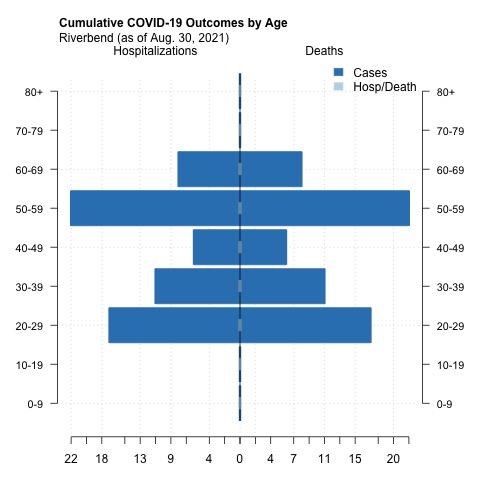 Cumulative COVID-19 Outcomes by Age
Riverbend (as of Aug. 30, 2021)
Hospitalizations Deaths
Cases
Hosp/Death
80+ 80+
70-79 70-79
60-69 60-69
50-59 50-59
40-49 40-49
30-39 30-39
20-29 20-29
10-19 10-19
0-9 0-9
22 18 13 9 4 0 4 7 11 15 20